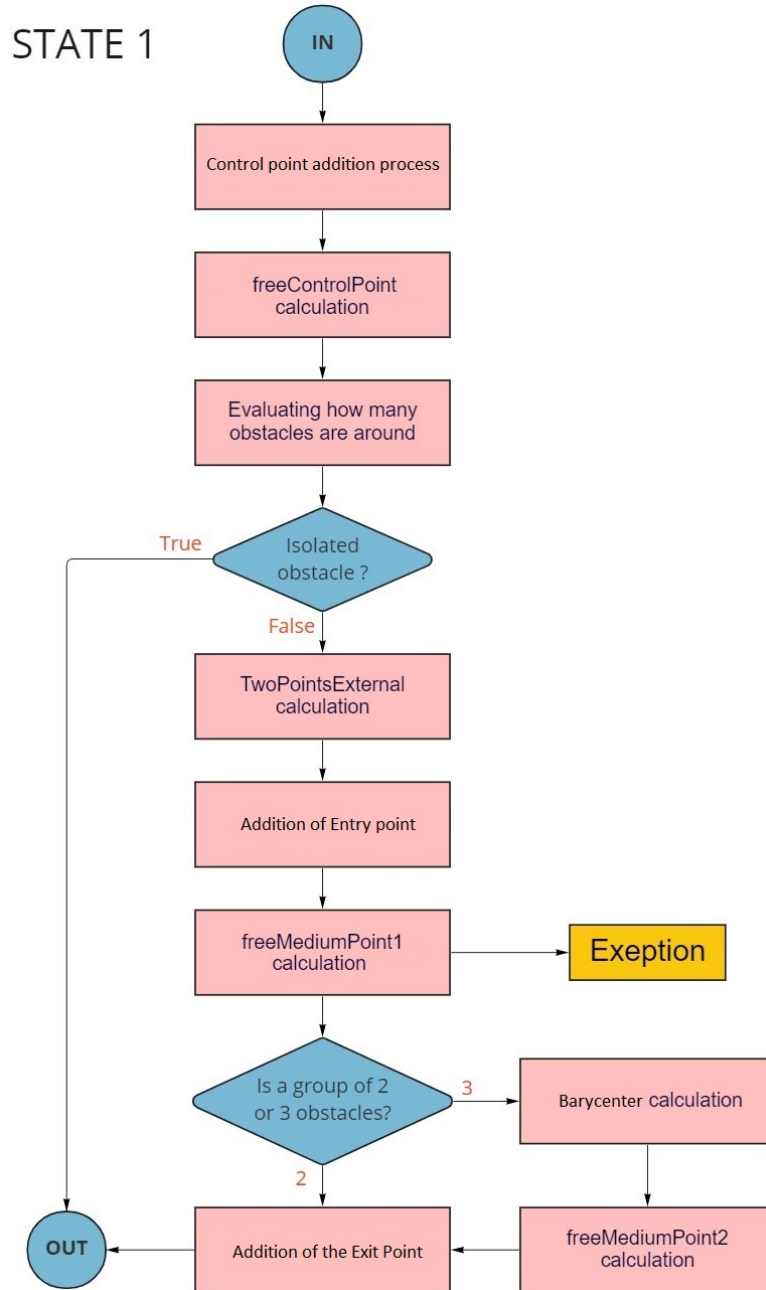 STATE 1
IN
Control point addition process
freeControlPoint
calculation
Evaluating how many
obstacles are around
True
Isolated
obstacle ?
False
TwoPointsExternal
calculation
Addition of Entry point
freeMediumPoint1
calculation
Exeption
Is a group of 2
or 3 obstacles?
3
Barycenter calculation
2
OUT
Addition of the Exit Point
freeMediumPoint2
calculation